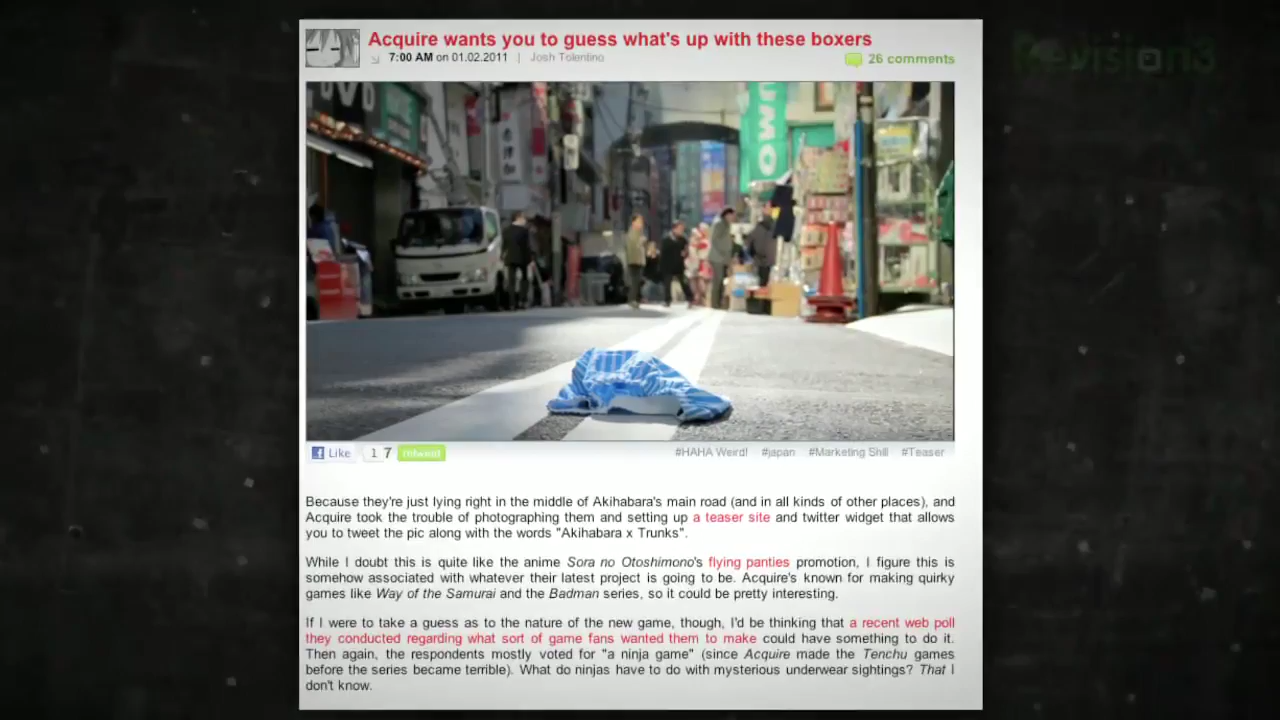 Acquire wants you to guess what's up with these boxers
7:00 AM on 01.02.2011 | Josh Tolentino
26 comments
Revision3
DVD
UMO
Like
1 7
retweet
#HAHA Weird! #japan #Marketing Shill #Teaser
Because they're just lying right in the middle of Akihabara's main road (and in all kinds of other places), and
Acquire took the trouble of photographing them and setting up a teaser site and twitter widget that allows
you to tweet the pic along with the words "Akihabara x Trunks".
While I doubt this is quite like the anime Sora no Otoshimono's flying panties promotion, I figure this is
somehow associated with whatever their latest project is going to be. Acquire's known for making quirky
games like Way of the Samurai and the Badman series, so it could be pretty interesting.
If I were to take a guess as to the nature of the new game, though, I'd be thinking that a recent web poll
they conducted regarding what sort of game fans wanted them to make could have something to do it.
Then again, the respondents mostly voted for "a ninja game" (since Acquire made the Tenchu games
before the series became terrible). What do ninjas have to do with mysterious underwear sightings? That I
don't know.